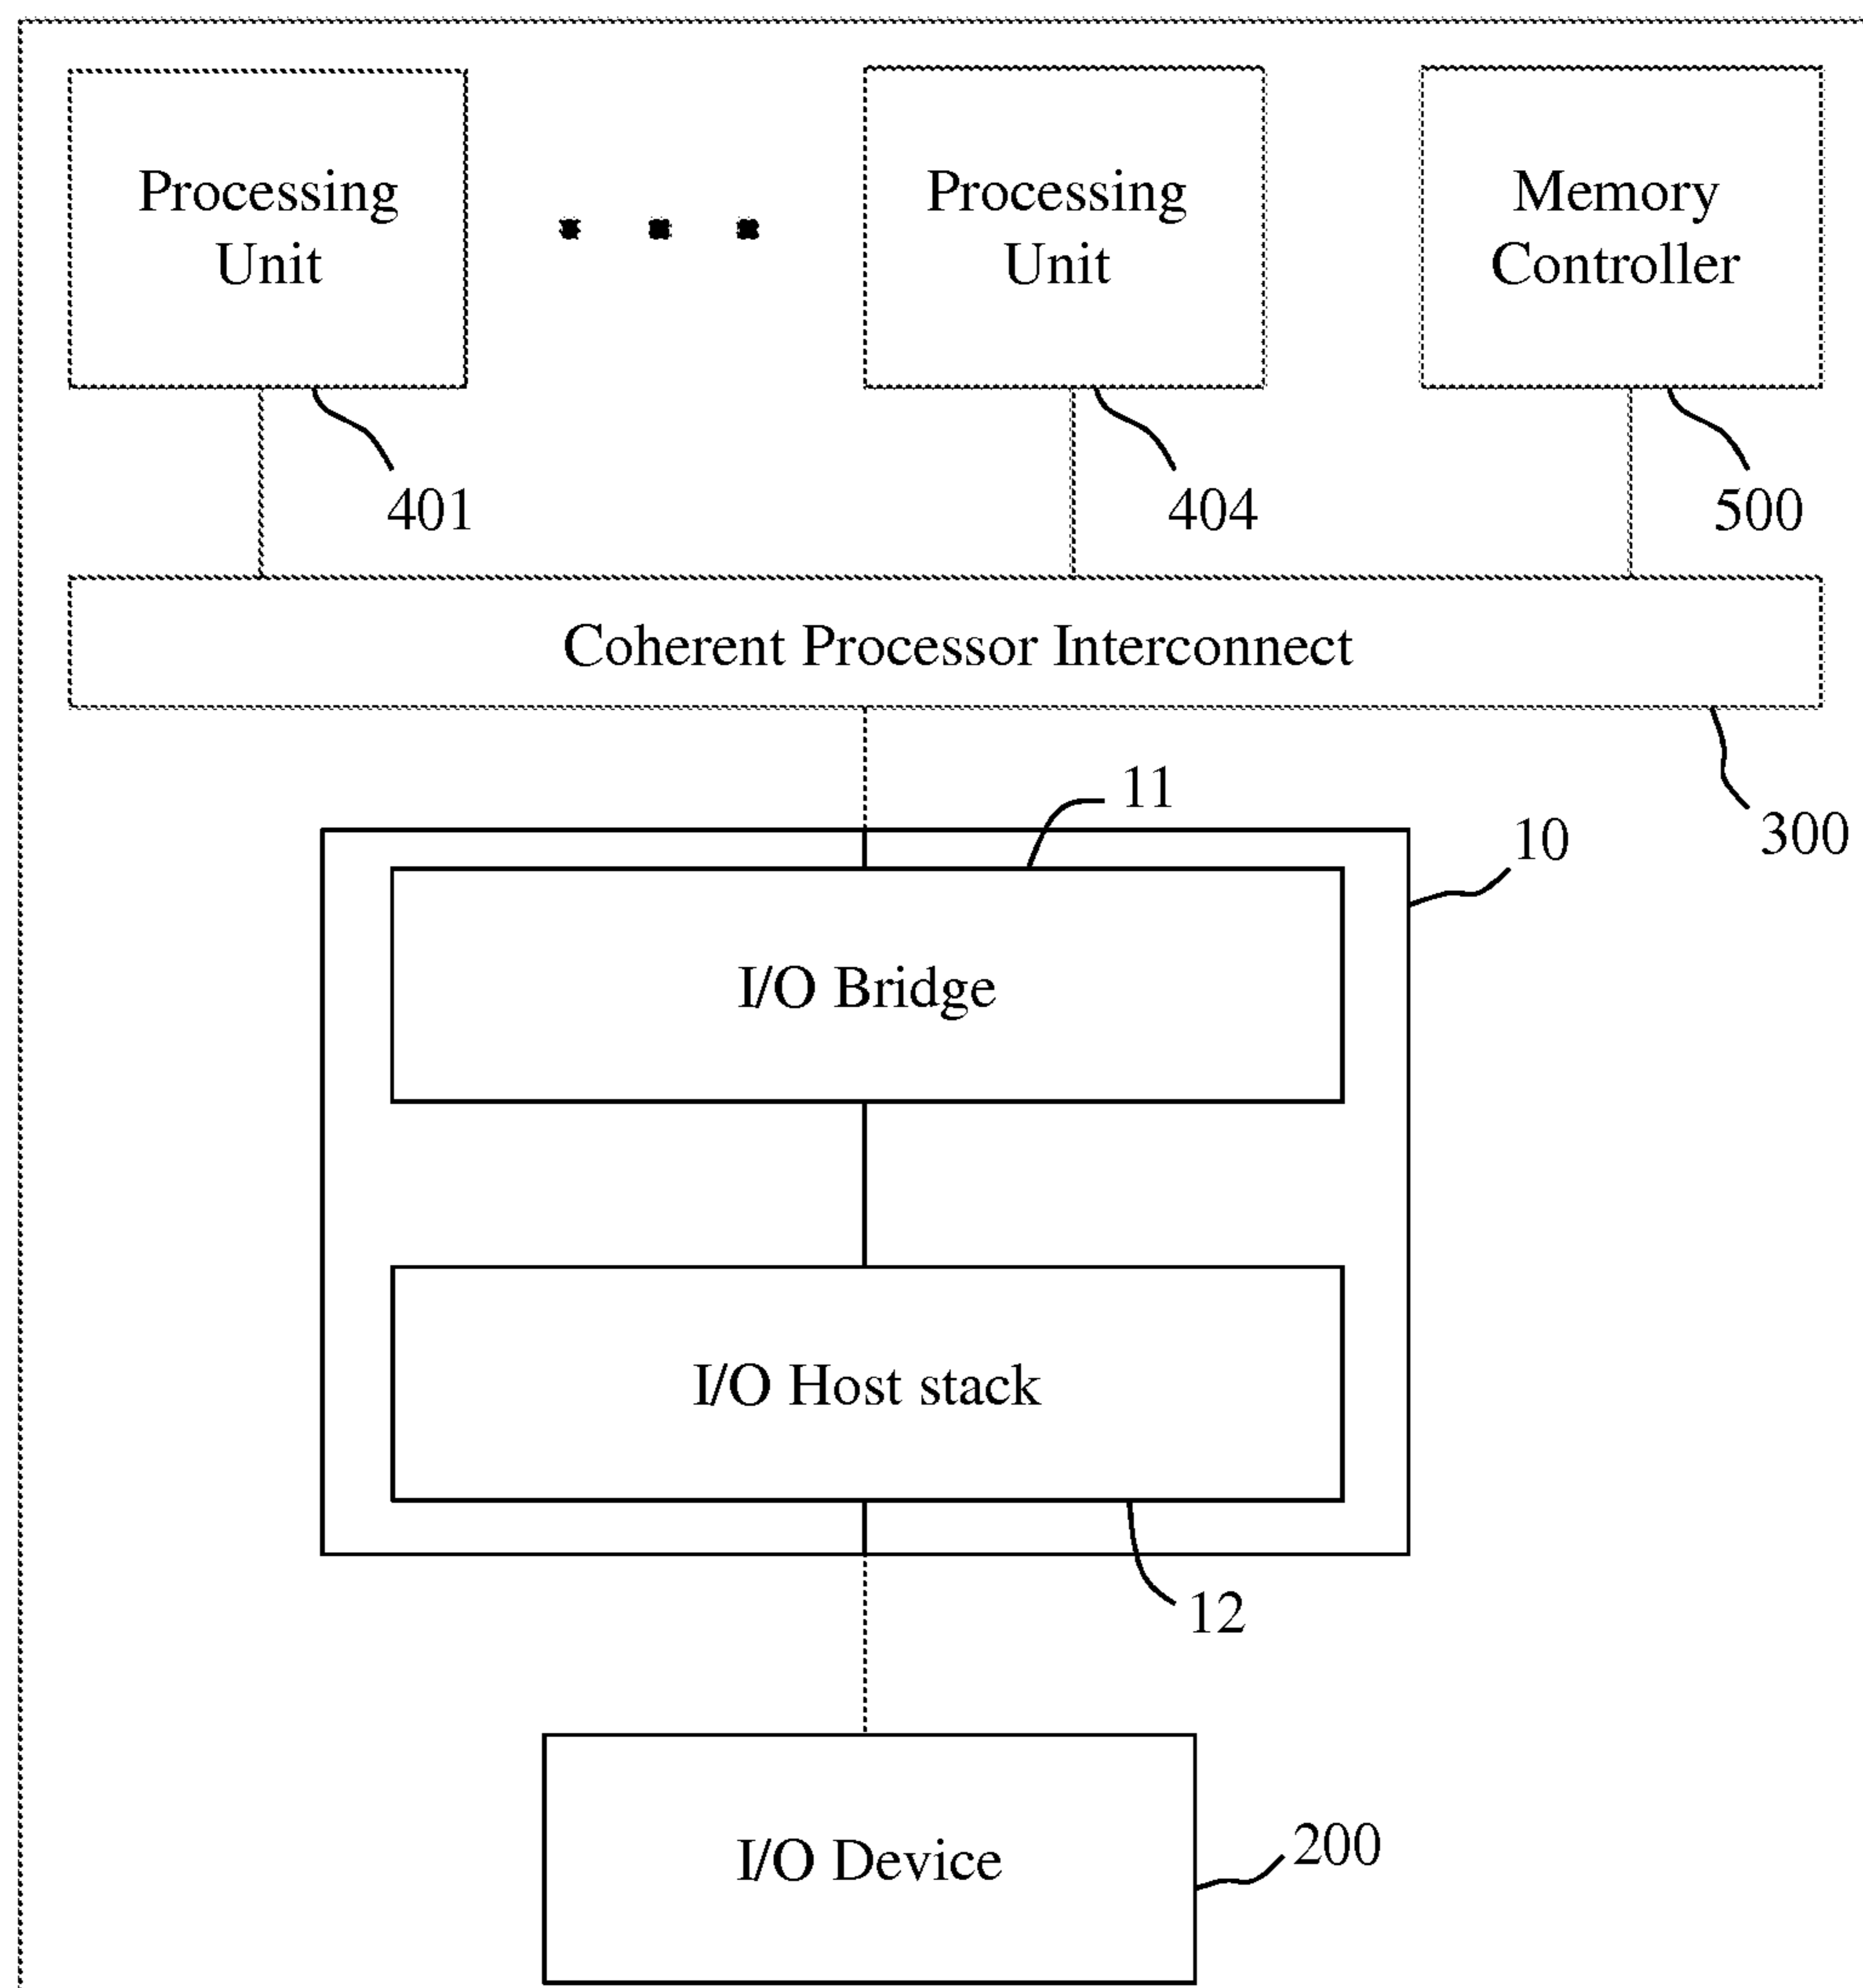 Processing
Unit
Processing
Unit
Memory
Controller
401
404
500
Coherent Processor Interconnect
300
11
10
I/O Bridge
I/O Host stack
12
I/O Device
200